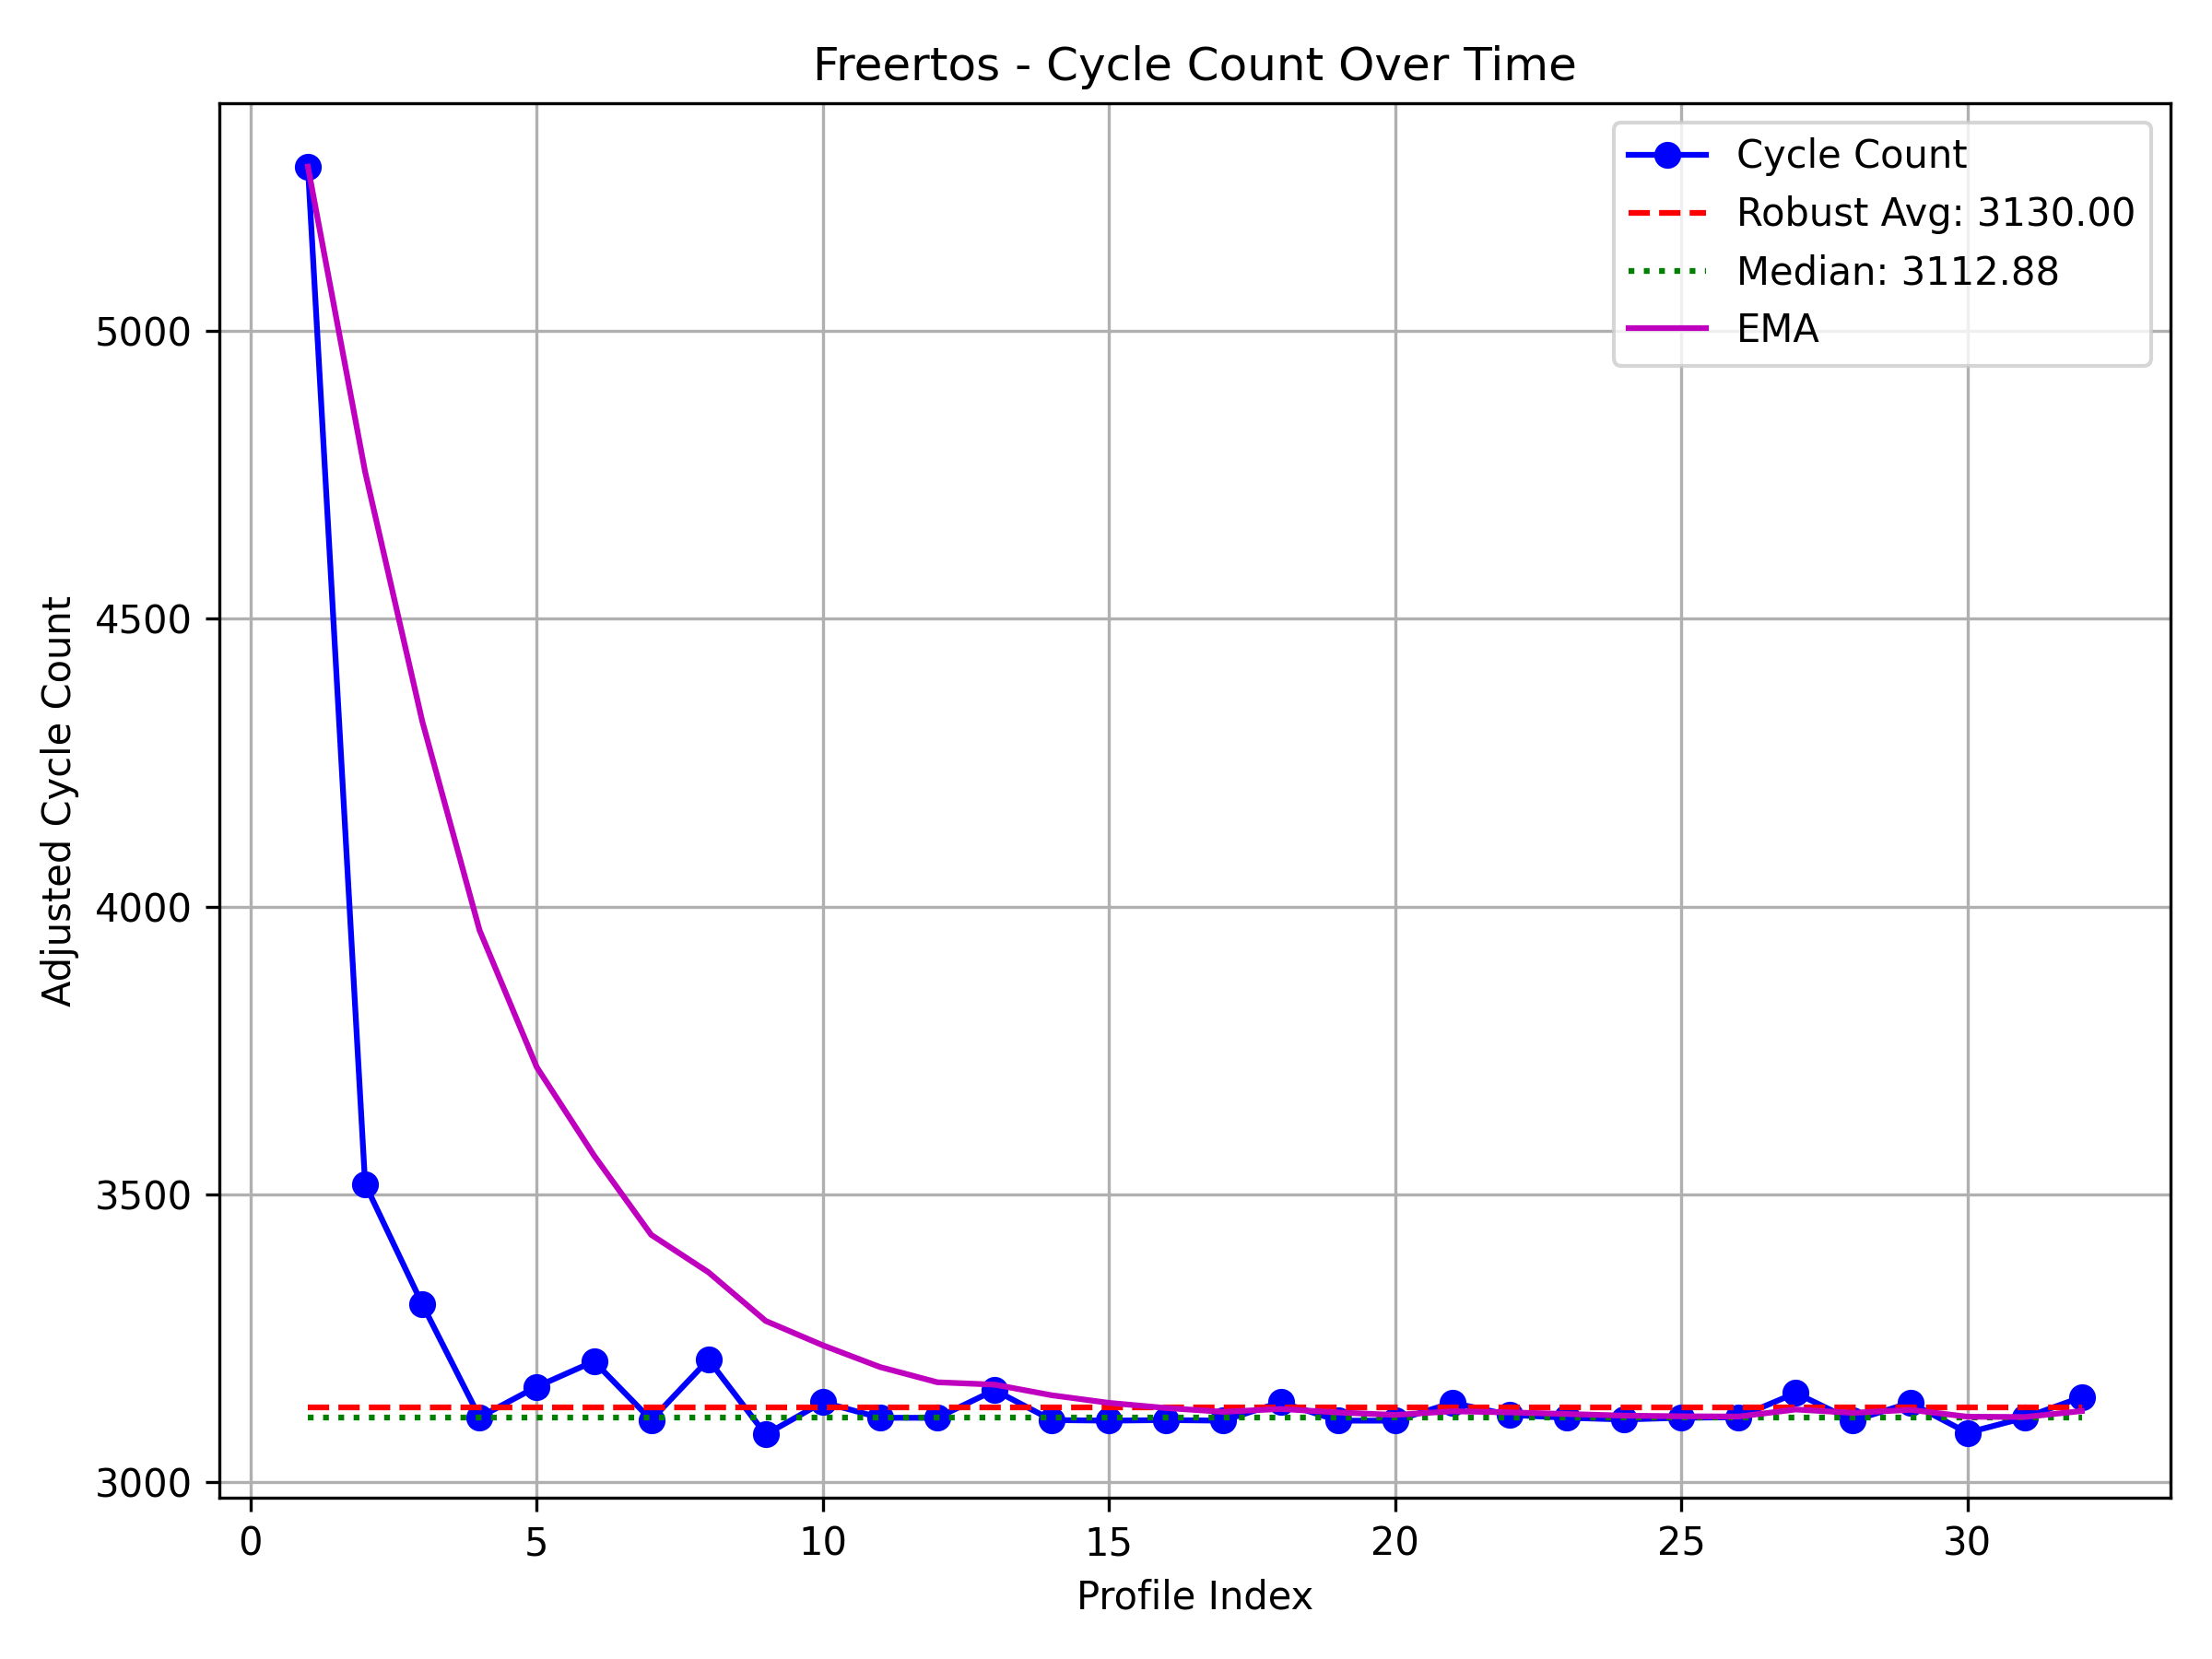 Freertos - Cycle Count Over Time
Cycle Count
Robust Avg: 3130.00
Median: 3112.88
EMA
Adjusted Cycle Count
5000
4500
4000
3500
3000
0 5 10 15 20 25 30
Profile Index